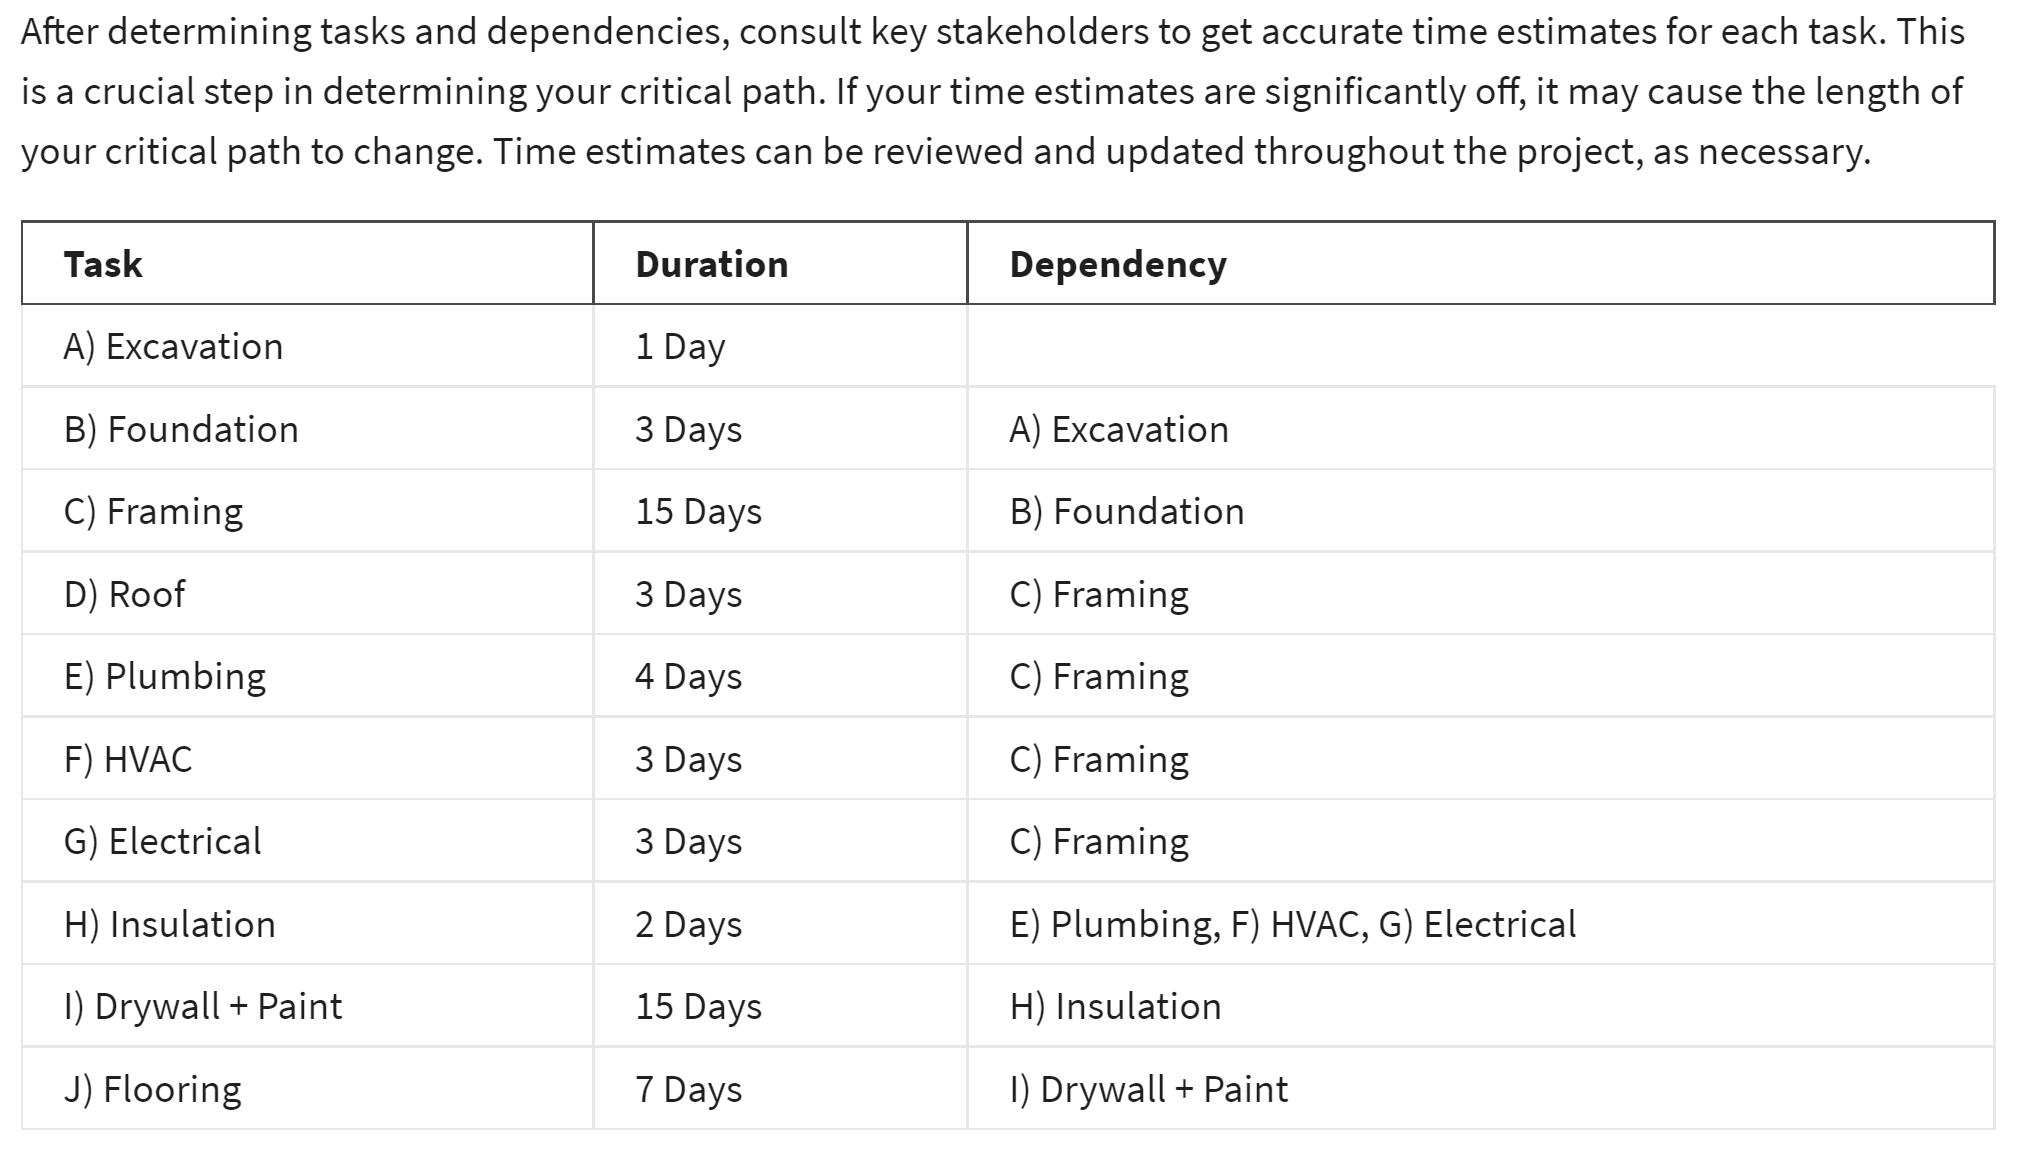 After determining tasks and dependencies, consult key stakeholders to get accurate time estimates for each task. This
is a crucial step in determining your critical path. If your time estimates are significantly off, it may cause the length of
your critical path to change. Time estimates can be reviewed and updated throughout the project, as necessary.
Task Duration Dependency
A) Excavation 1 Day
B) Foundation 3 Days A) Excavation
C) Framing 15 Days B) Foundation
D) Roof 3 Days C) Framing
E) Plumbing 4 Days C) Framing
F) HVAC 3 Days C) Framing
G) Electrical 3 Days C) Framing
H) Insulation 2 Days E) Plumbing, F) HVAC, G) Electrical
I) Drywall + Paint 15 Days H) Insulation
J) Flooring 7 Days I) Drywall + Paint